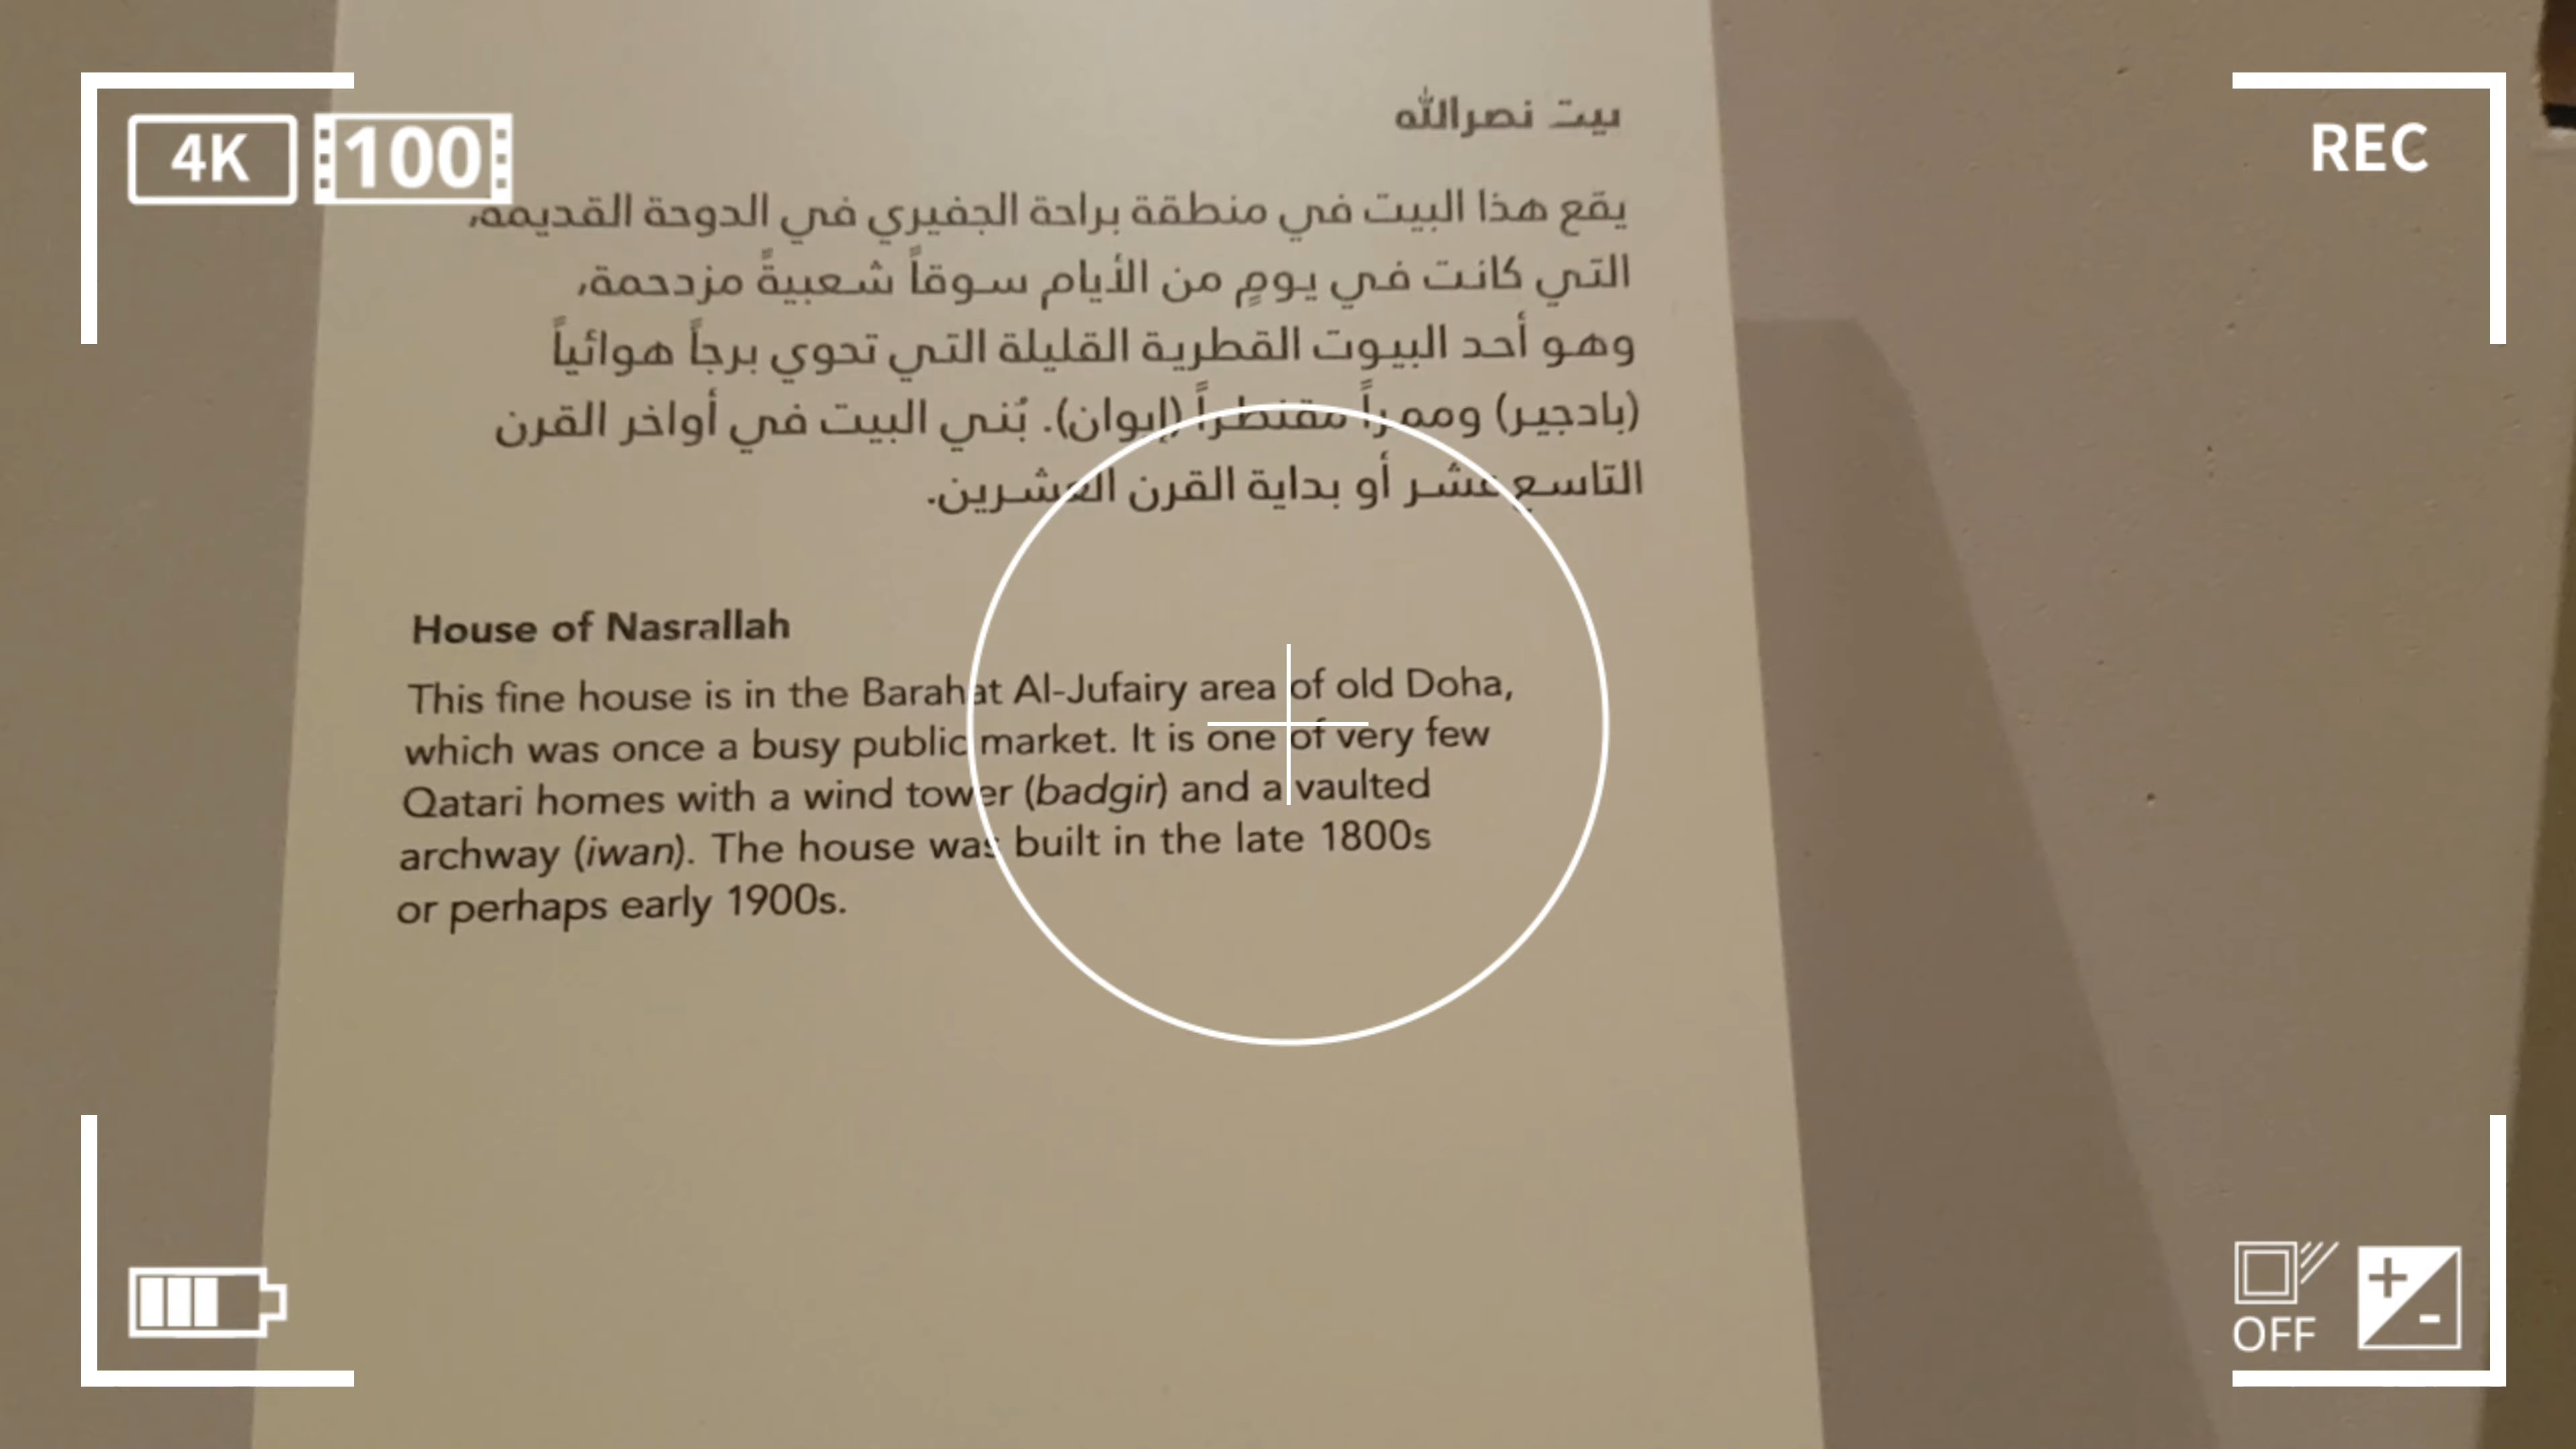 4K 100
REC
بيت نصرالله
يقع هذا البيت في منطقة براحة الجفيري في الدوحة القديمة،
التي كانت في يومٍ من الأيام سوقاً شعبيةً مزدحمة،
وهو أحد البيوت القطرية القليلة التي تحوي برجاً هوائياً
(بادجير) وممراً مقنطراً (إيوان). بُني البيت في أواخر القرن
التاسع عشر أو بداية القرن العشرين.
House of Nasrallah
This fine house is in the Barahat Al-Jufairy area of old Doha,
which was once a busy public market. It is one of very few
Qatari homes with a wind tower (badgir) and a vaulted
archway (iwan). The house was built in the late 1800s
or perhaps early 1900s.
OFF